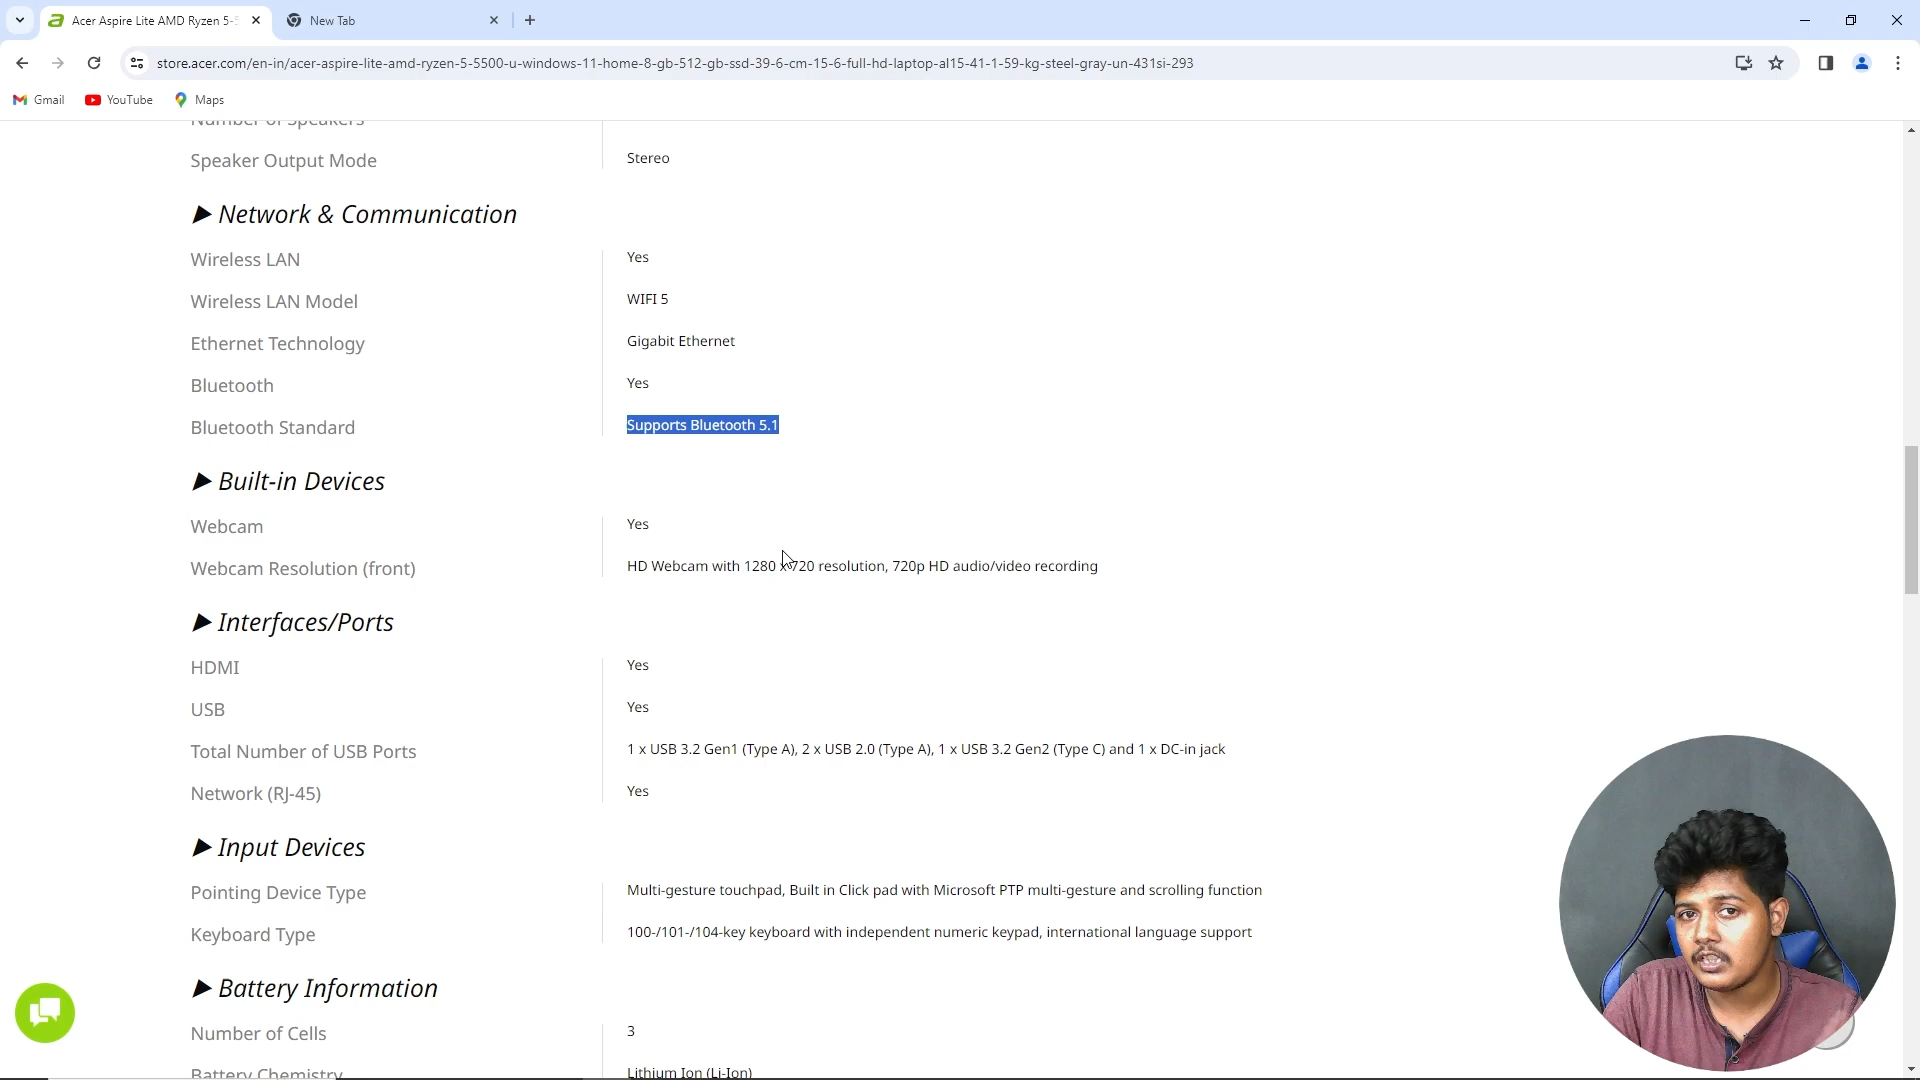 Acer Aspire Lite AMD Ryzen 5-5
New Tab
store.acer.com/en-in/acer-aspire-lite-amd-ryzen-5-5500-u-windows-11-home-8-gb-512-gb-ssd-39-6-cm-15-6-full-hd-laptop-al15-41-1-59-kg-steel-gray-un-431si-293
Gmail YouTube Maps
Number of Speakers
Speaker Output Mode Stereo
▶ Network & Communication
Wireless LAN Yes
Wireless LAN Model WIFI 5
Ethernet Technology Gigabit Ethernet
Bluetooth Yes
Bluetooth Standard Supports Bluetooth 5.1
▶ Built-in Devices
Webcam Yes
Webcam Resolution (front) HD Webcam with 1280 x 720 resolution, 720p HD audio/video recording
▶ Interfaces/Ports
HDMI Yes
USB Yes
Total Number of USB Ports 1 x USB 3.2 Gen1 (Type A), 2 x USB 2.0 (Type A), 1 x USB 3.2 Gen2 (Type C) and 1 x DC-in jack
Network (RJ-45) Yes
▶ Input Devices
Pointing Device Type Multi-gesture touchpad, Built in Click pad with Microsoft PTP multi-gesture and scrolling function
Keyboard Type 100-/101-/104-key keyboard with independent numeric keypad, international language support
▶ Battery Information
Number of Cells 3
Battery Chemistry Lithium Ion (Li-Ion)